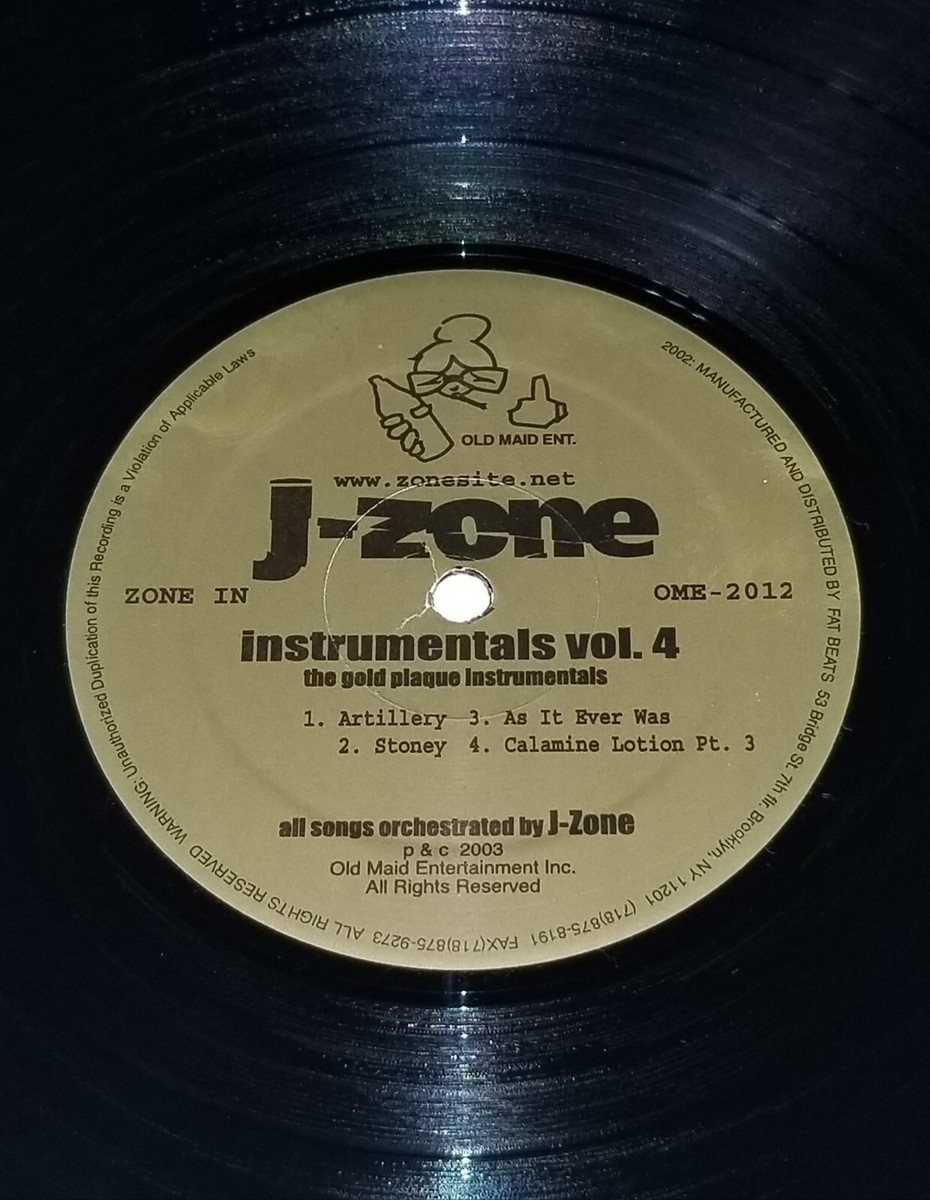 OLD MAID ENT.
www.zonesite.net
j-zone
ZONE IN
OME-2012
instrumentals vol. 4
the gold plaque instrumentals
1. Artillery 3. As It Ever Was
2. Stoney 4. Calamine Lotion Pt. 3
all songs orchestrated by J-Zone
p & c 2003
Old Maid Entertainment Inc.
All Rights Reserved
2002: MANUFACTURED AND DISTRIBUTED BY FAT BEATS 53 Bridge St. 7th flr. Brooklyn, NY 11201 (718)875-8191 FAX(718)875-9273 ALL RIGHTS RESERVED WARNING: Unauthorized Duplication of this Recording is a Violation of Applicable Laws